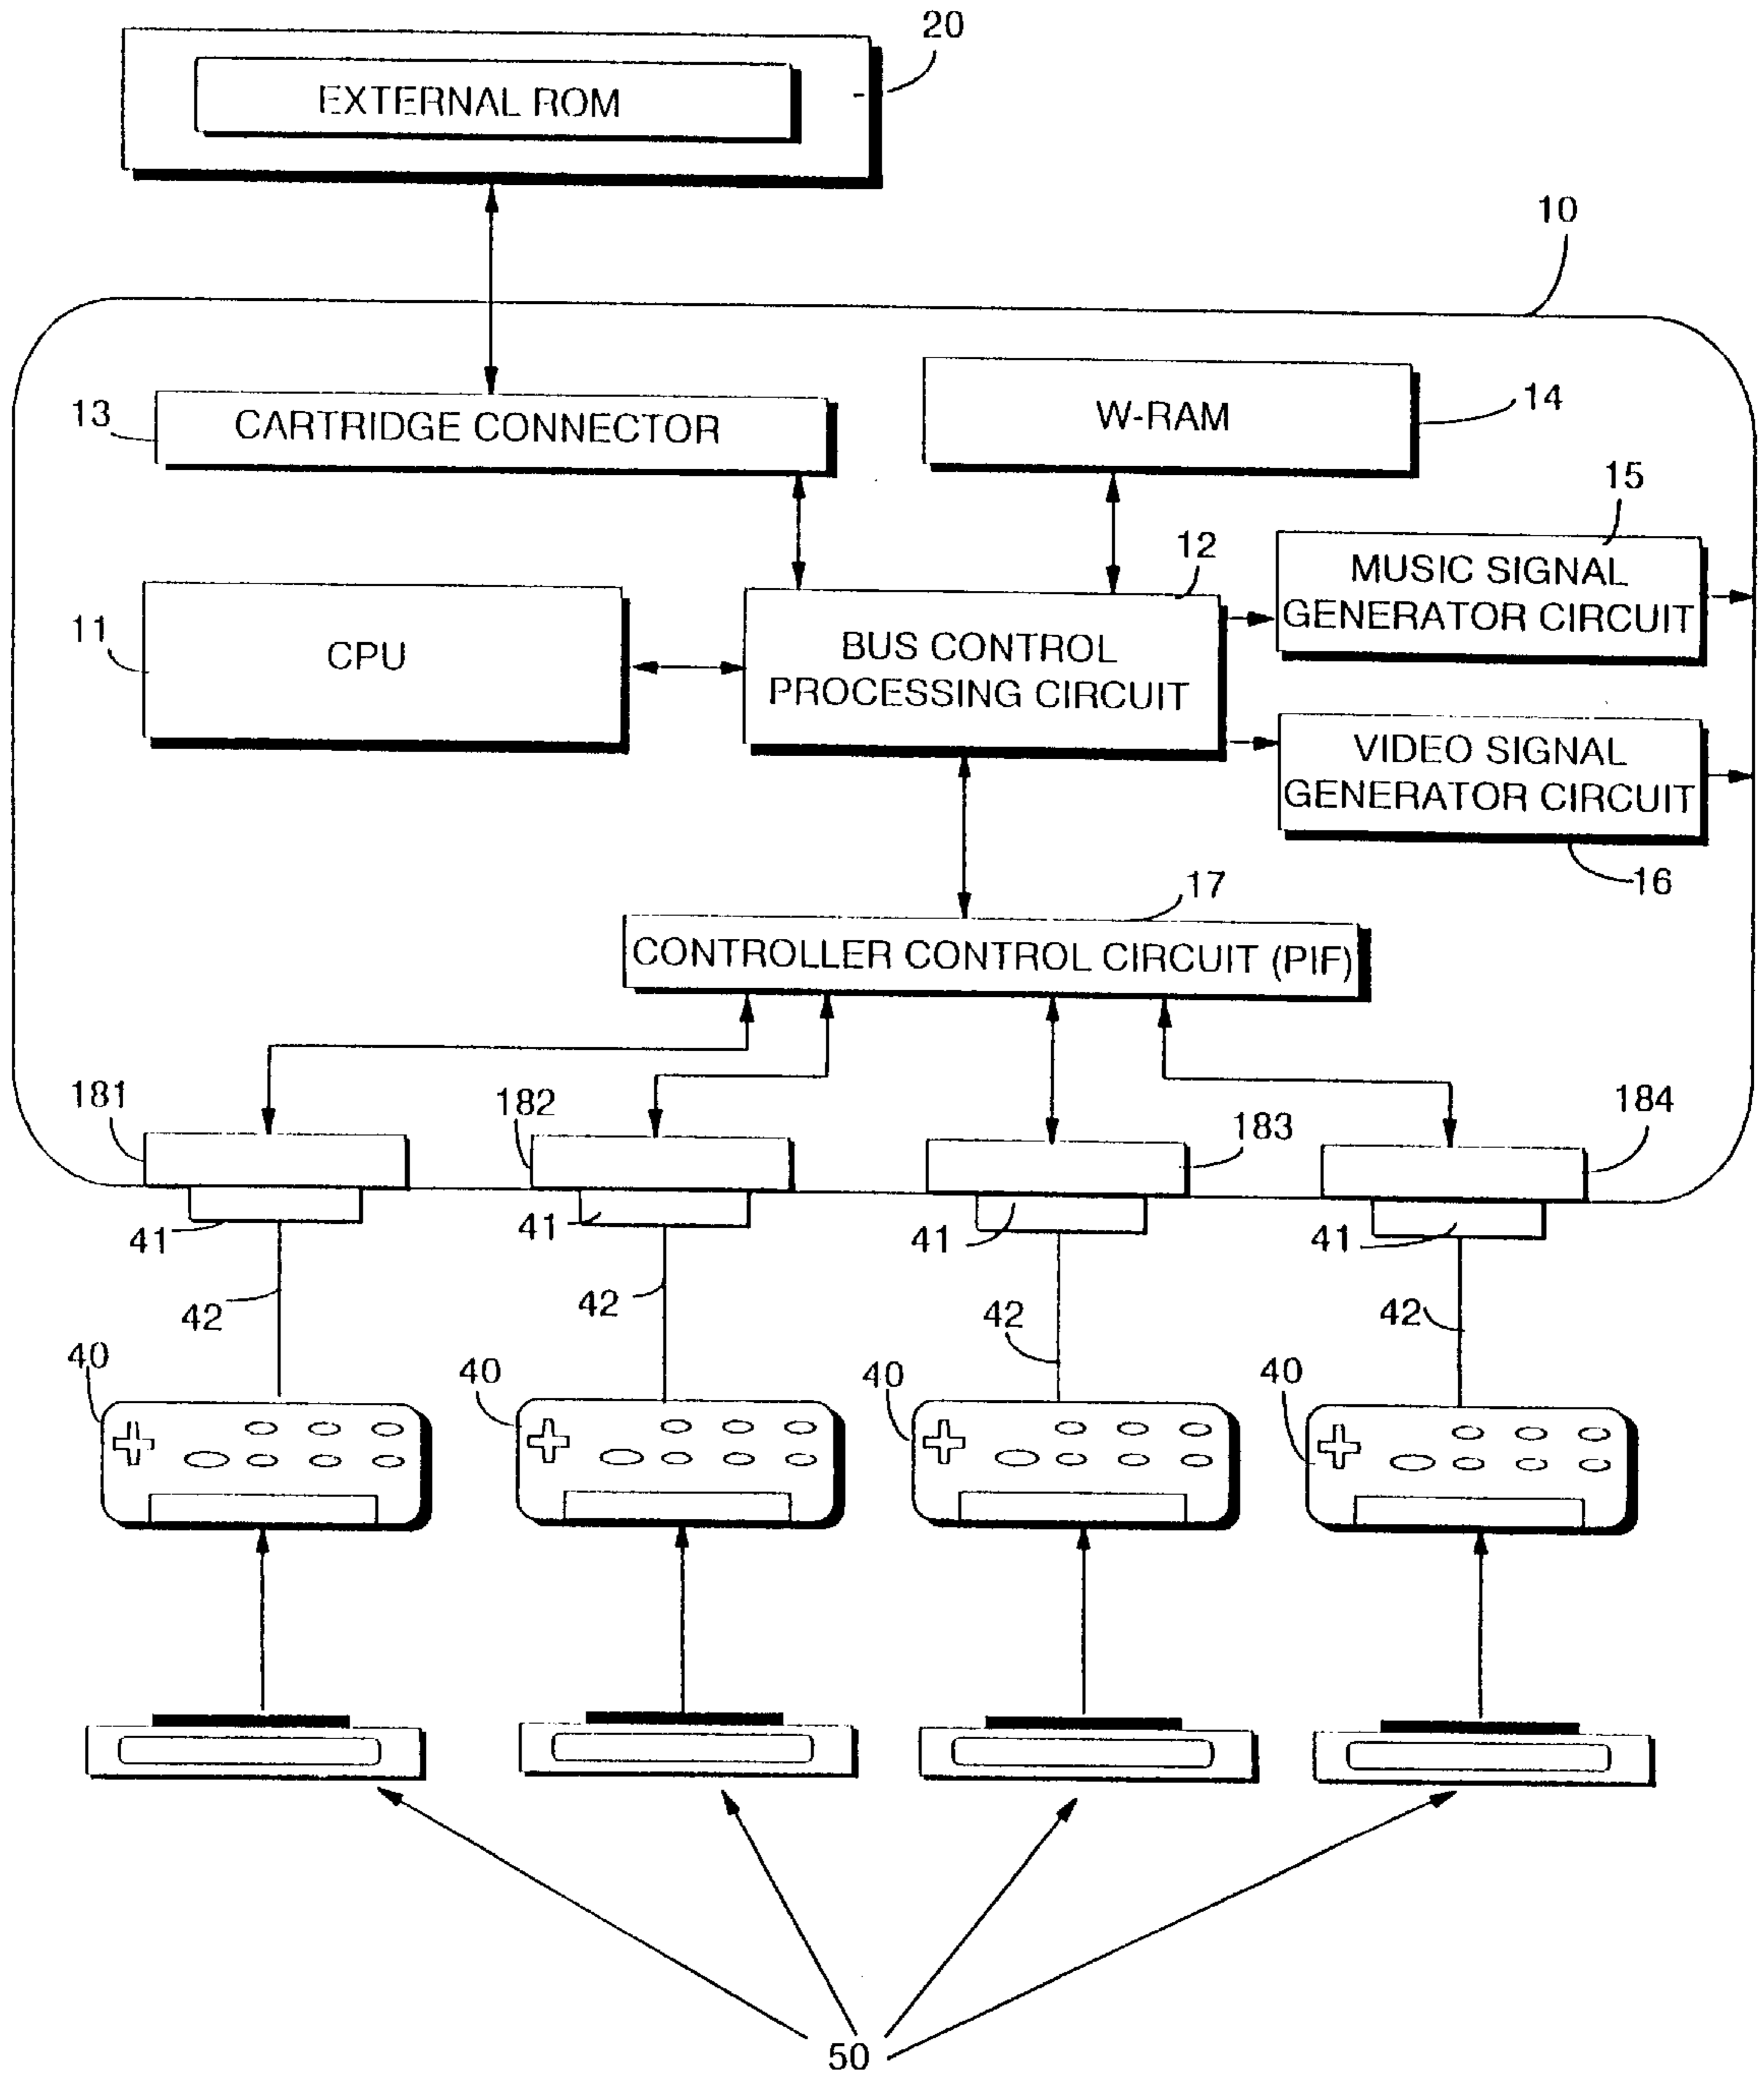 20
EXTERNAL ROM
10
13
CARTRIDGE CONNECTOR
W-RAM
14
15
12
MUSIC SIGNAL
GENERATOR CIRCUIT
11
CPU
BUS CONTROL
PROCESSING CIRCUIT
VIDEO SIGNAL
GENERATOR CIRCUIT
16
17
CONTROLLER CONTROL CIRCUIT (PIF)
181
182
183
184
41
41
41
41
42
42
42
42
40
40
40
40
50